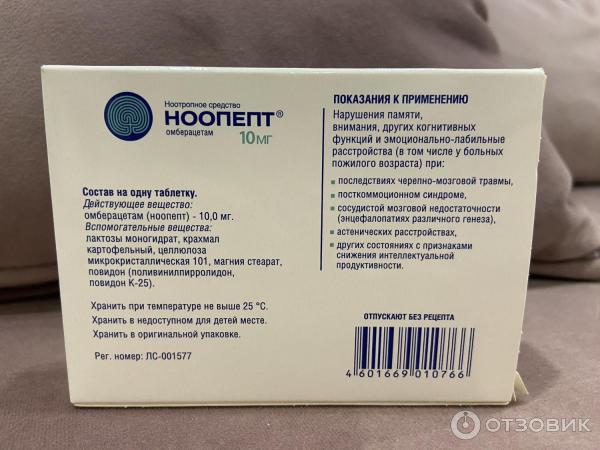 Ноотропное средство
НООПЕПТ®
омберацетам 10 мг
Состав на одну таблетку.
Действующее вещество:
омберацетам (ноопепт) - 10,0 мг.
Вспомогательные вещества:
лактозы моногидрат, крахмал
картофельный, целлюлоза
микрокристаллическая 101, магния стеарат,
повидон (поливинилпирролидон,
повидон К-25).
Хранить при температуре не выше 25 °С.
Хранить в недоступном для детей месте.
Хранить в оригинальной упаковке.
Рег. номер: ЛС-001577
ПОКАЗАНИЯ К ПРИМЕНЕНИЮ
Нарушения памяти,
внимания, других когнитивных
функций и эмоционально-лабильные
расстройства (в том числе у больных
пожилого возраста) при:
• последствиях черепно-мозговой травмы,
• посткоммоционном синдроме,
• сосудистой мозговой недостаточности
(энцефалопатиях различного генеза),
• астенических расстройствах,
• других состояниях с признаками
снижения интеллектуальной
продуктивности.
ОТПУСКАЮТ БЕЗ РЕЦЕПТА
4 601669 010766
ОТЗОВИК